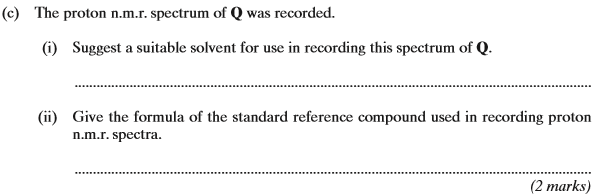 (c) The proton n.m.r. spectrum of Q was recorded.
(i) Suggest a suitable solvent for use in recording this spectrum of Q.
(ii) Give the formula of the standard reference compound used in recording proton
n.m.r. spectra.
(2 marks)